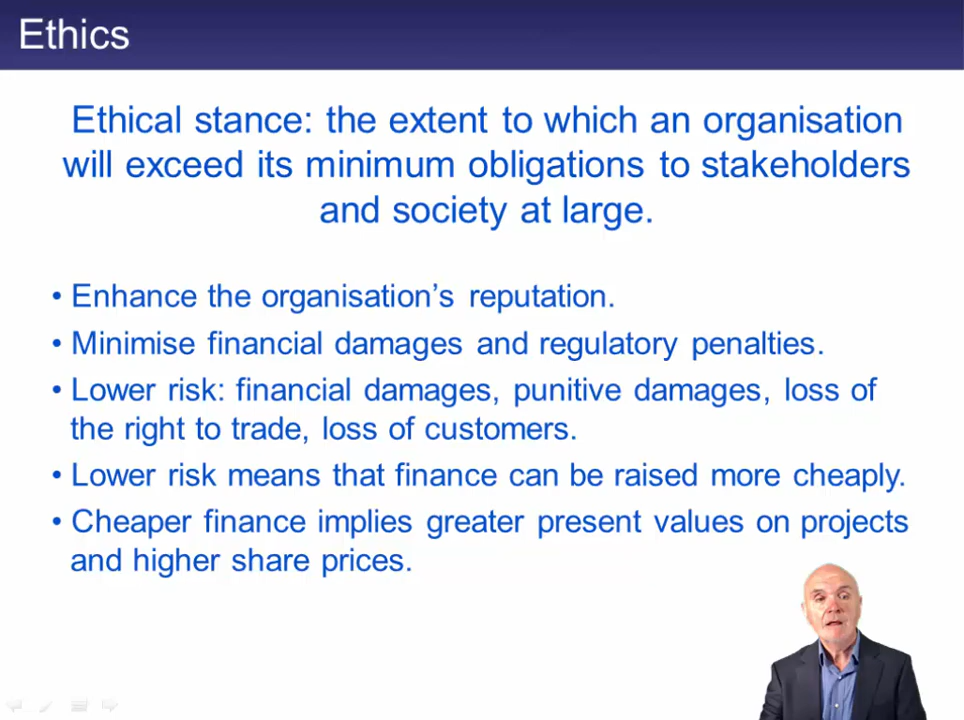 Ethics
Ethical stance: the extent to which an organisation
will exceed its minimum obligations to stakeholders
and society at large.
• Enhance the organisation’s reputation.
• Minimise financial damages and regulatory penalties.
• Lower risk: financial damages, punitive damages, loss of
the right to trade, loss of customers.
• Lower risk means that finance can be raised more cheaply.
• Cheaper finance implies greater present values on projects
and higher share prices.